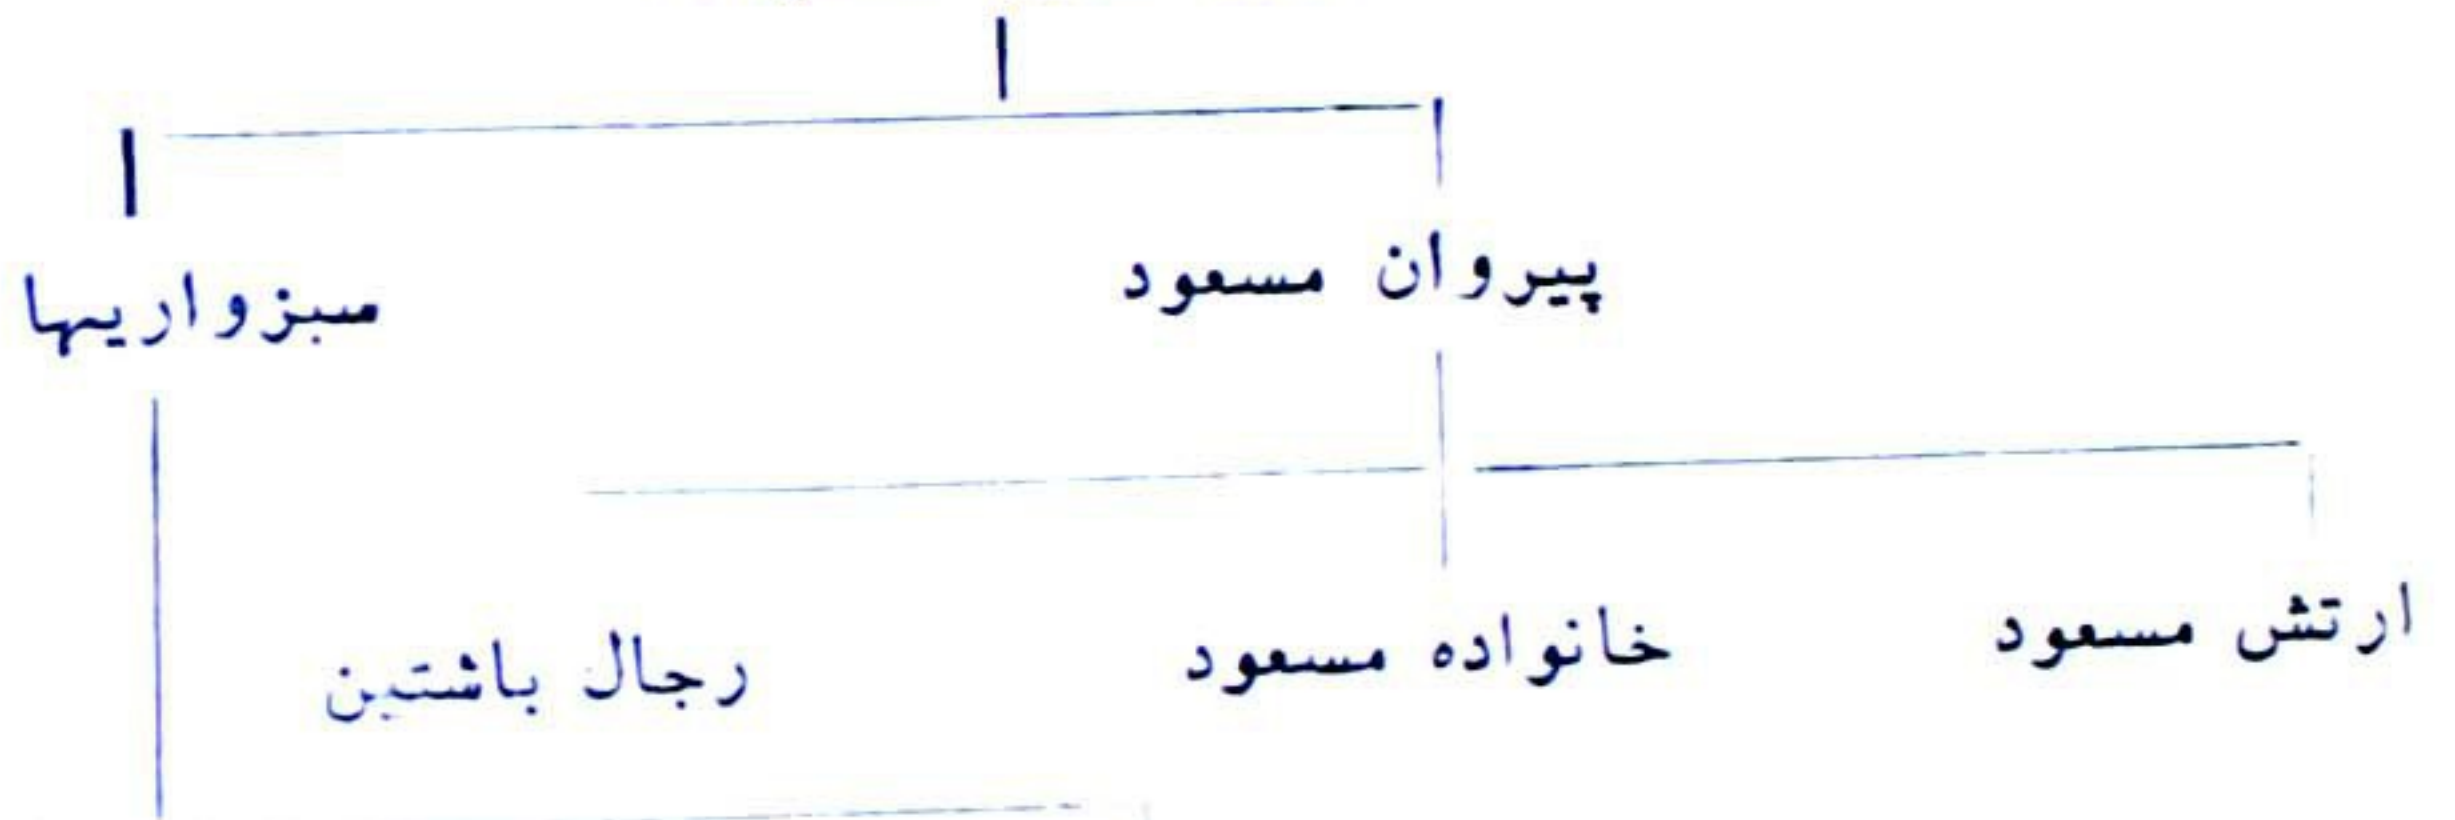 پیروان مسعود
سبزواریها
ارتش مسعود
خانواده مسعود
رجال باشتین